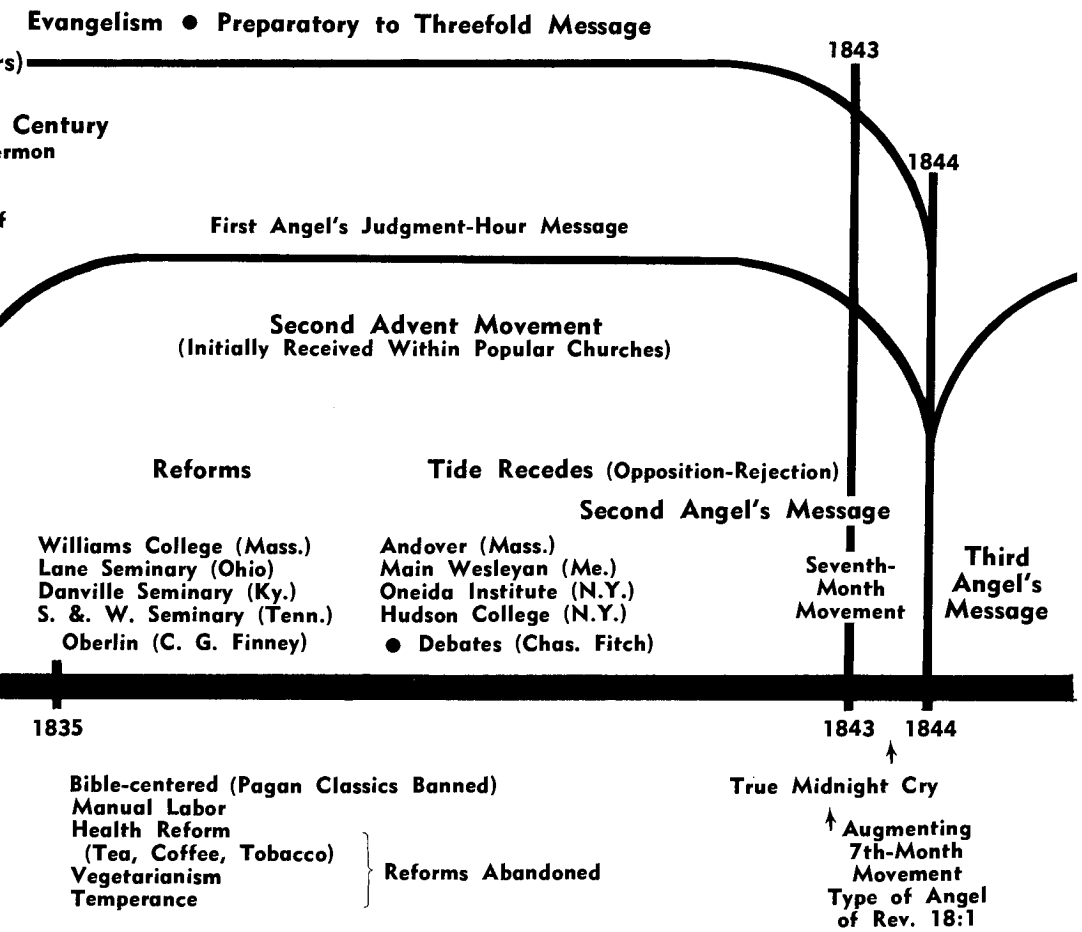 Evangelism ● Preparatory to Threefold Message
rs)
1843
Century
ermon
1844
f
First Angel's Judgment-Hour Message
Second Advent Movement
(Initially Received Within Popular Churches)
Reforms
Tide Recedes (Opposition-Rejection)
Second Angel's Message
Williams College (Mass.)
Lane Seminary (Ohio)
Danville Seminary (Ky.)
S. &. W. Seminary (Tenn.)
Oberlin (C. G. Finney)
Andover (Mass.)
Main Wesleyan (Me.)
Oneida Institute (N.Y.)
Hudson College (N.Y.)
● Debates (Chas. Fitch)
Seventh-
Month
Movement
Third
Angel's
Message
1835
1843
1844
Bible-centered (Pagan Classics Banned)
Manual Labor
Health Reform
(Tea, Coffee, Tobacco)
Vegetarianism
Temperance
Reforms Abandoned
True Midnight Cry
Augmenting
7th-Month
Movement
Type of Angel
of Rev. 18:1